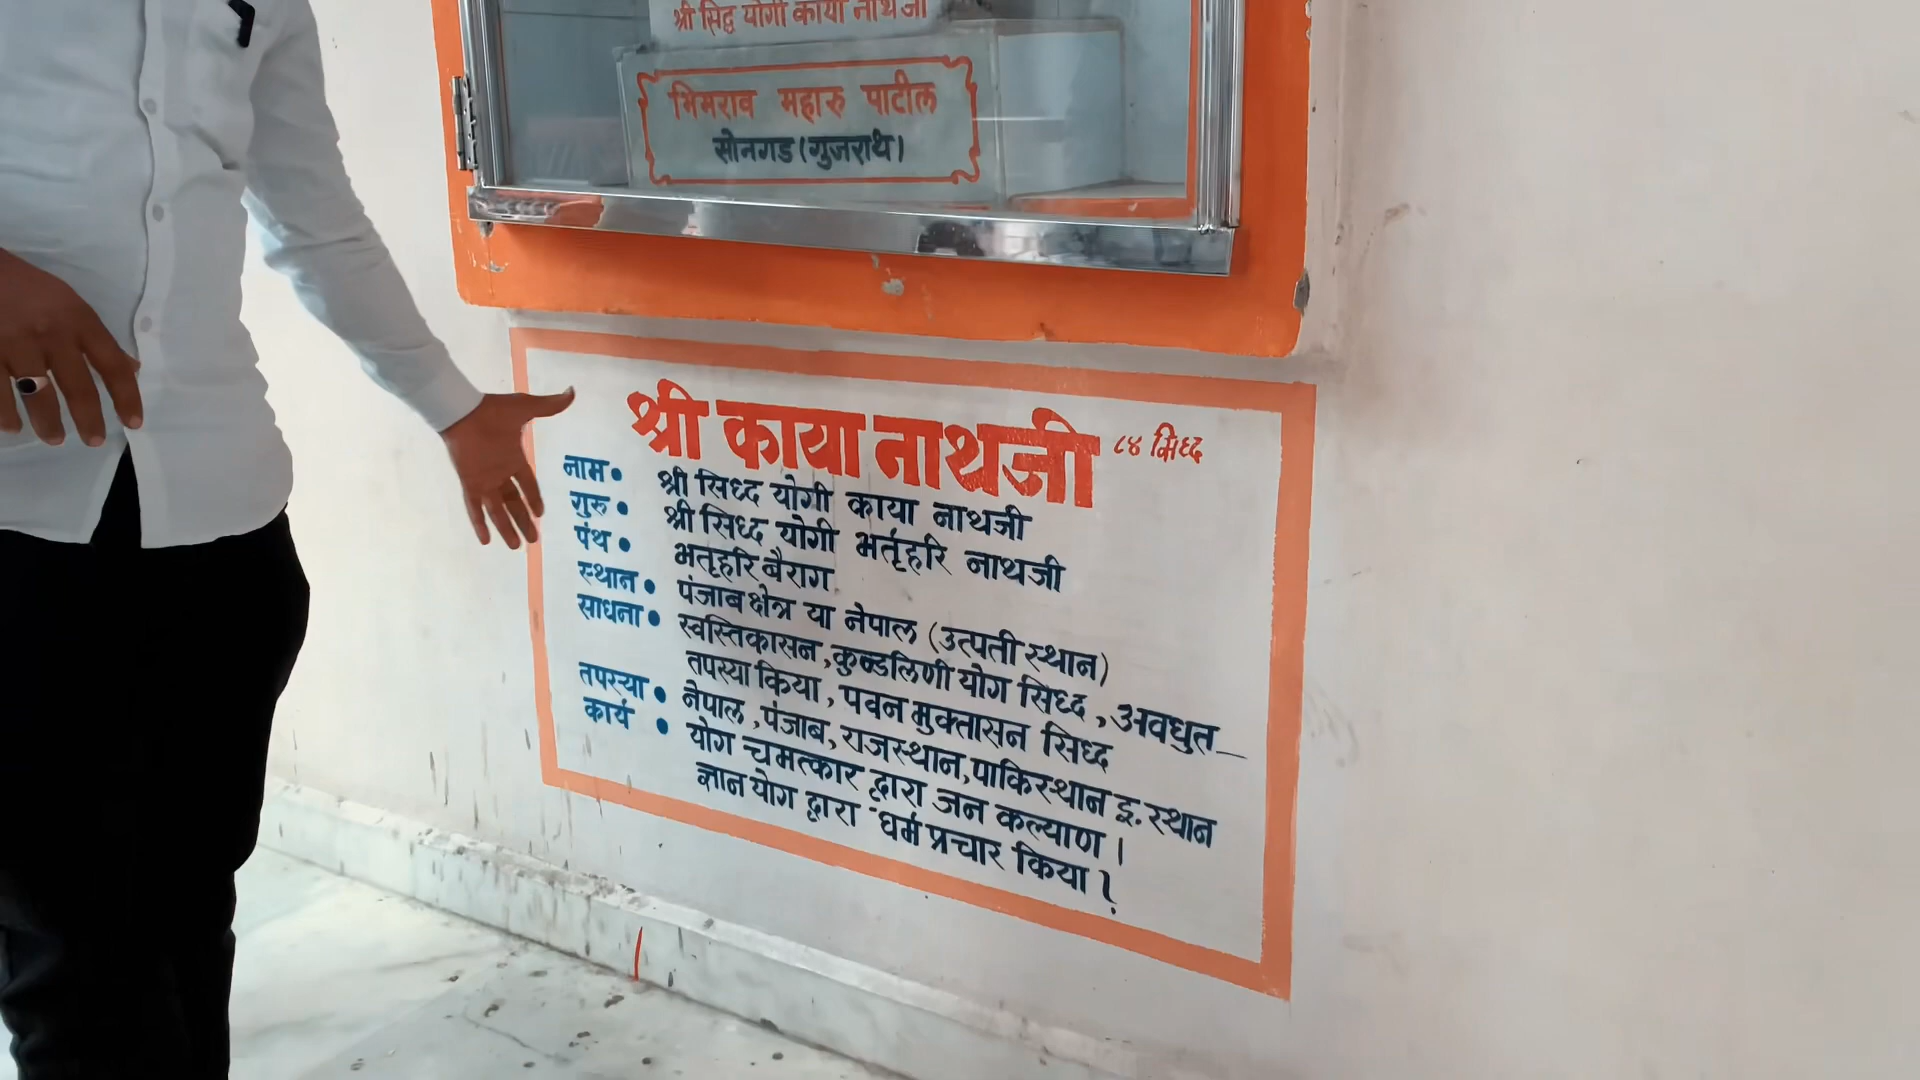 श्री सिद्ध योगी काया नाथजी
भिमराव महारु पाटील
सोनगड (गुजराथ)
श्री काया नाथजी ८४ सिध्द
नाम • श्री सिध्द योगी काया नाथजी
गुरु • श्री सिध्द योगी भर्तृहरि नाथजी
पंथ • भतृहरि बैराग
स्थान • पंजाब क्षेत्र या नेपाल (उत्पती स्थान)
साधना • स्वस्तिकासन, कुन्डलिणी योग सिध्द, अवधुत
तपस्या किया, पवन मुक्तासन सिध्द
तपस्या • नेपाल, पंजाब, राजस्थान, पाकिस्थान इ. स्थान
कार्य • योग चमत्कार द्वारा जन कल्याण।
ज्ञान योग द्वारा धर्म प्रचार किया।